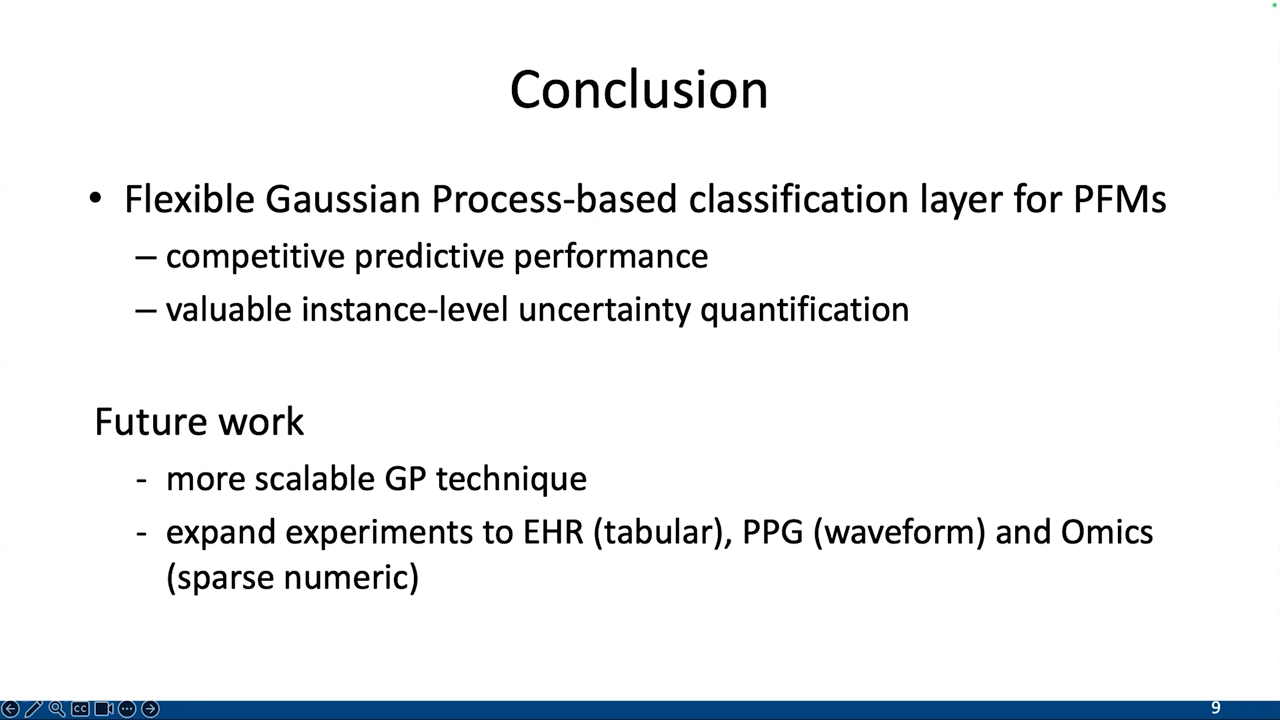 Conclusion
• Flexible Gaussian Process-based classification layer for PFMs
– competitive predictive performance
– valuable instance-level uncertainty quantification
Future work
- more scalable GP technique
- expand experiments to EHR (tabular), PPG (waveform) and Omics
(sparse numeric)
CC
9